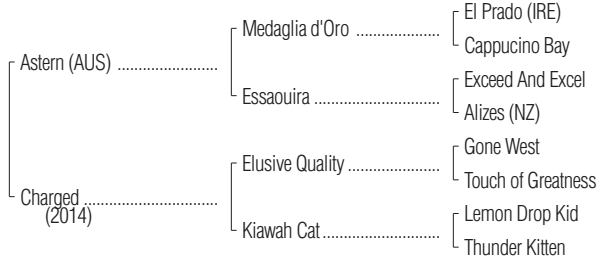 El Prado (IRE)
Medaglia d'Oro ....................
Cappucino Bay
Astern (AUS) ........................
Exceed And Excel
Essaouira ..............................
Alizes (NZ)
Gone West
Elusive Quality ......................
Touch of Greatness
Charged ................................
(2014)
Lemon Drop Kid
Kiawah Cat ............................
Thunder Kitten